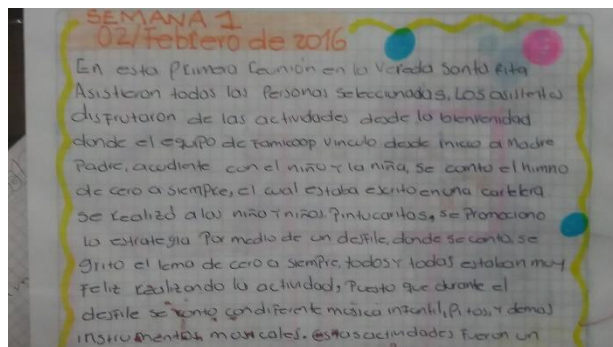 SEMANA 1
02/Febrero de 2016
En esta Primera Reunión en la Vereda Santa Rita
Asistieron todas las Personas Seleccionadas, Los asistentes
disfrutaron de las actividades desde la bienvenidad
donde el equipo de Famicoop vinculo desde inicio a Madre
Padre, acudiente con el niño y la niña, se canto el himno
de cero a siempre, el cual estaba escrito en una cartelera
se realizó a los niño y niñas Pintucaritas, se Promociono
la estrategia Por medio de un desfile, donde se conto, se
grito el lema de cero a siempre, todos y todas estaban muy
Feliz realizando la actividad, Puesto que durante el
desfile se conto con diferente musica infantil, Pitos, y demas
instrumentos musicales. estas actividades fueron un